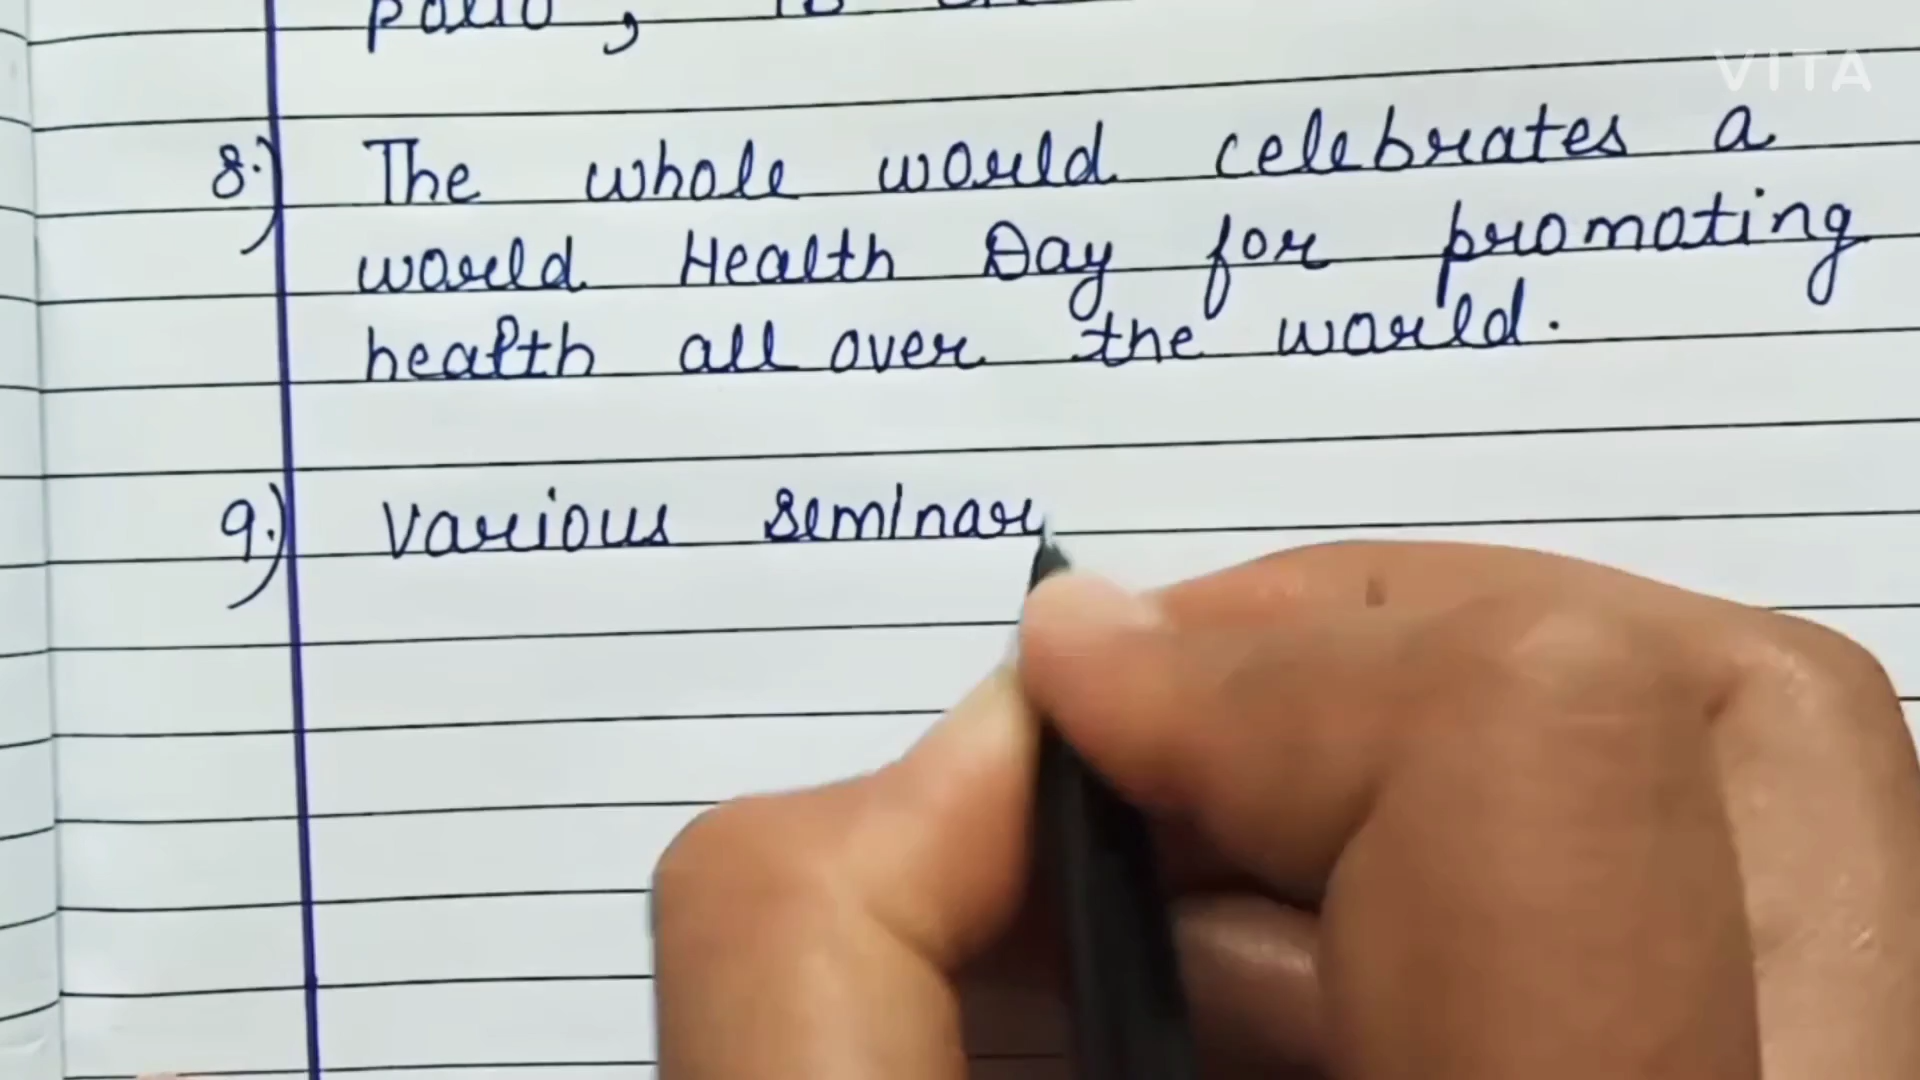 VITA
8.) The whole world celebrates a
world Health Day for promoting
health all over the world.
9.) Various seminar